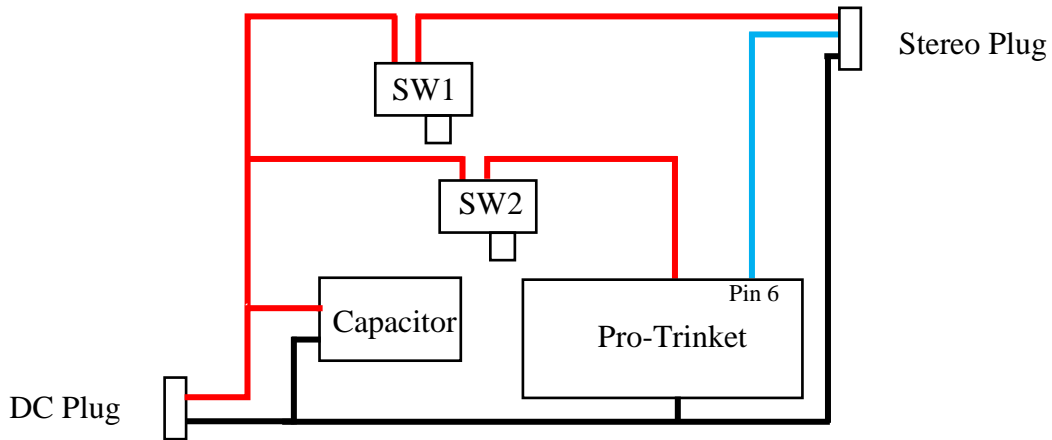 Stereo Plug
SW1
SW2
Pin 6
Capacitor
Pro-Trinket
DC Plug